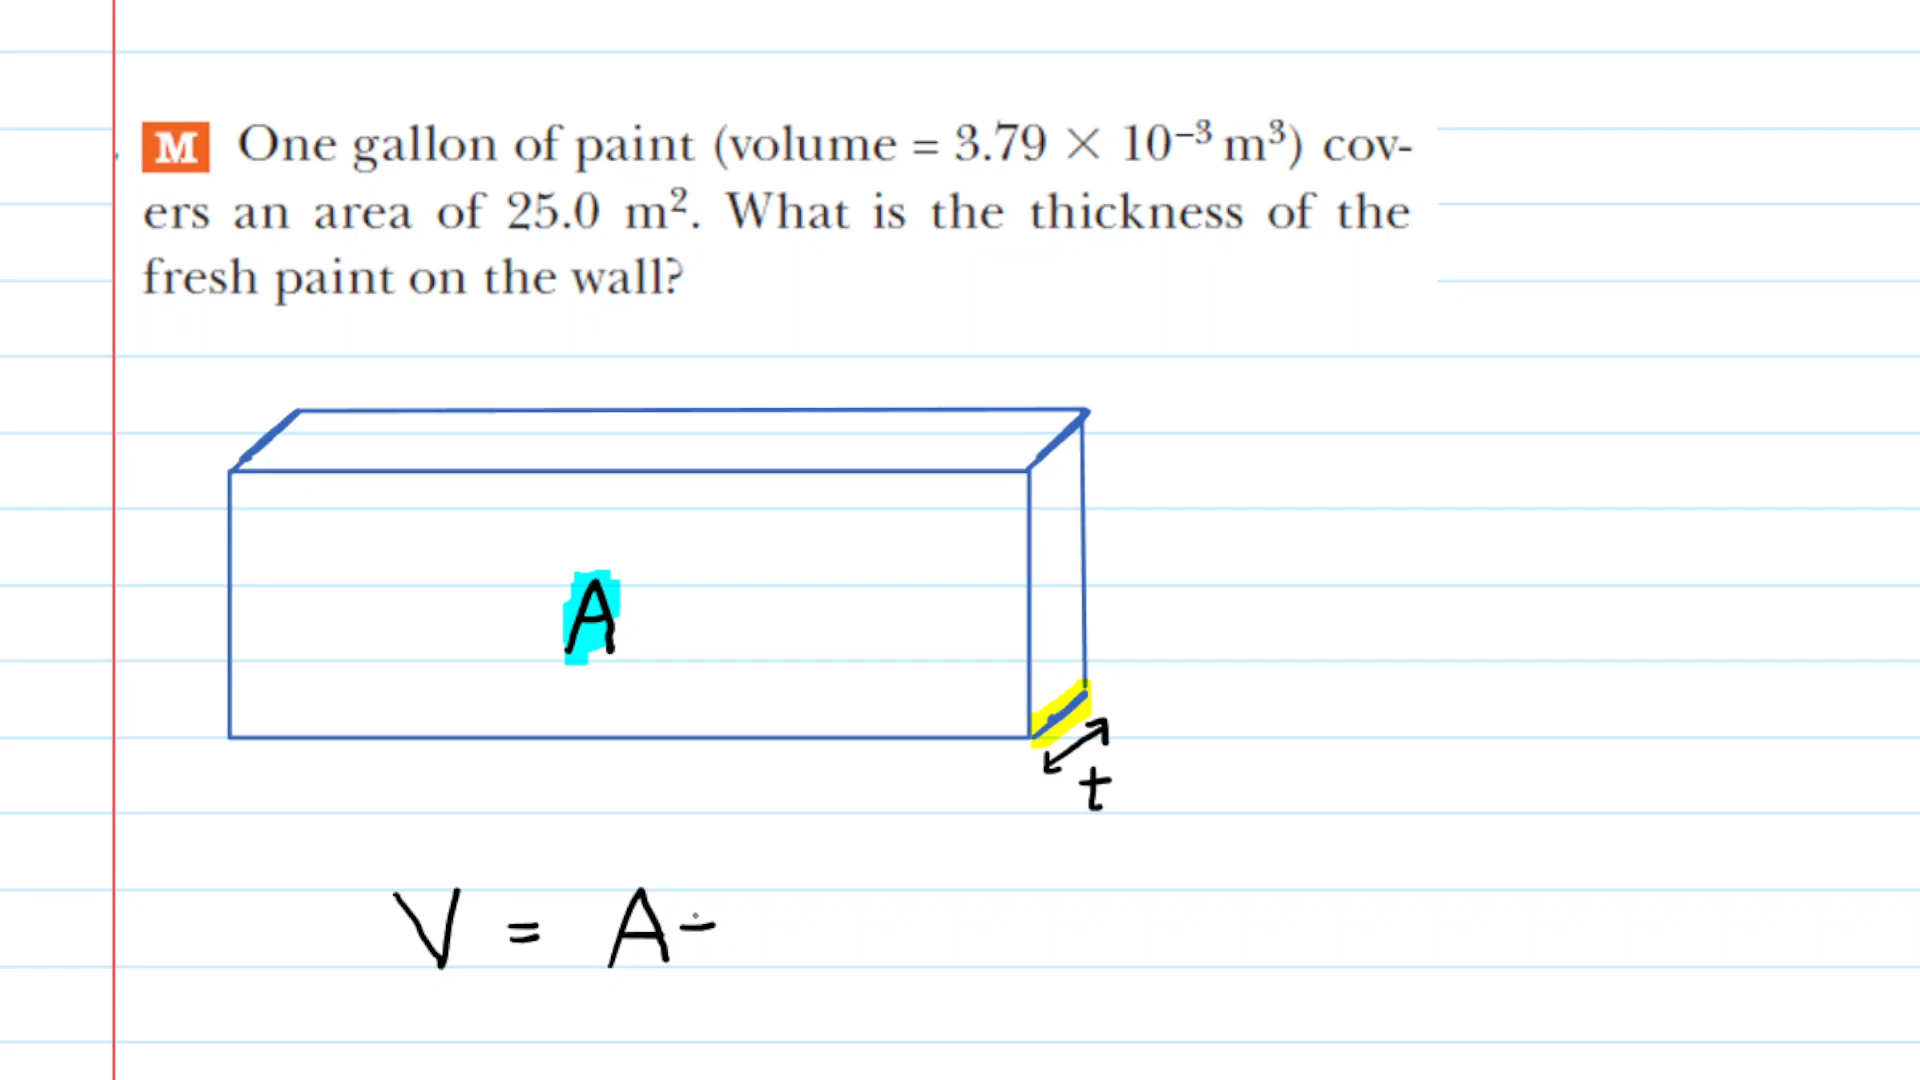 M One gallon of paint (volume = 3.79 × 10⁻³ m³) cov-
ers an area of 25.0 m². What is the thickness of the
fresh paint on the wall?
A
t
V = A-